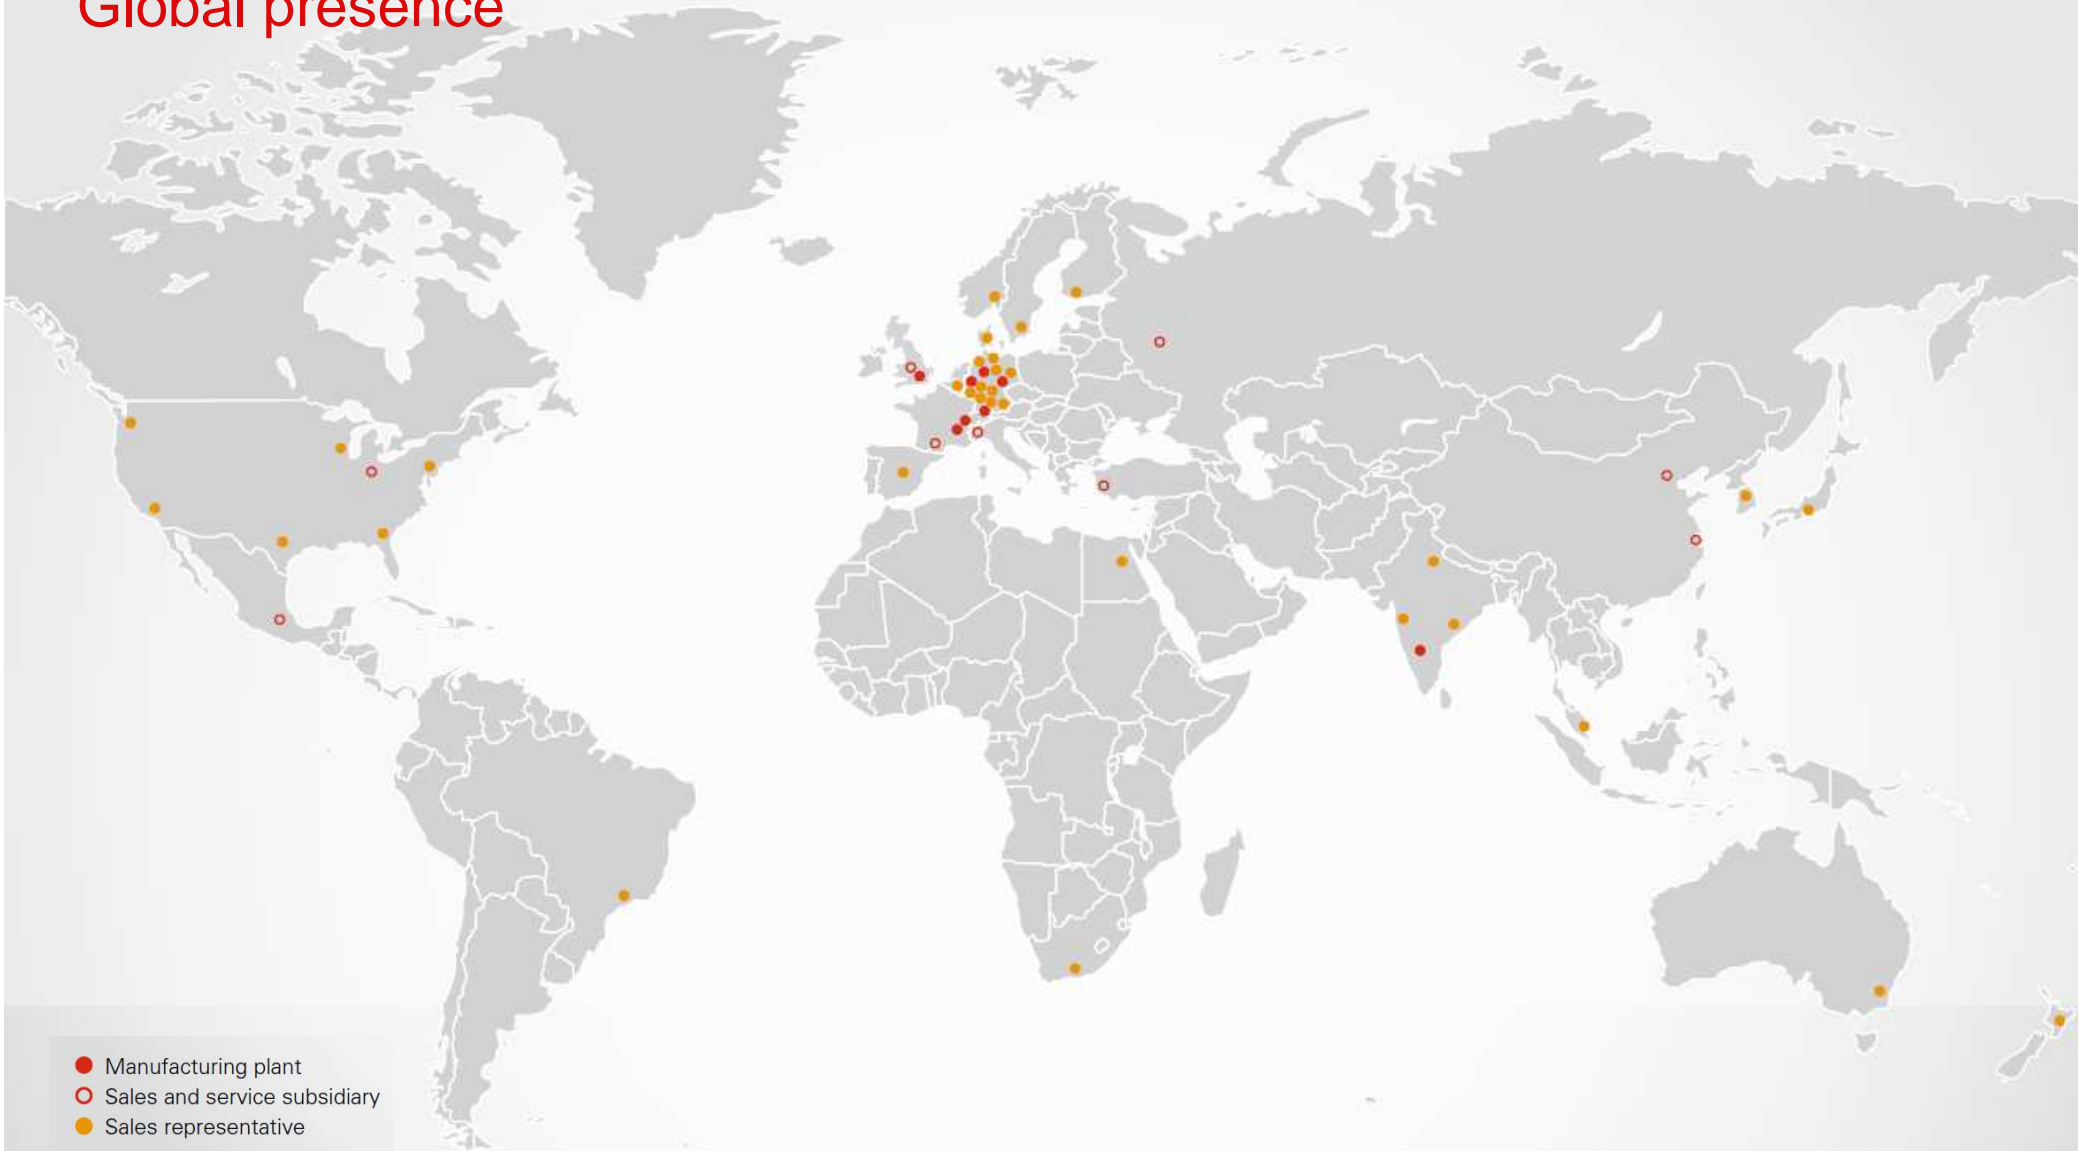 Global presence
Manufacturing plant
Sales and service subsidiary
Sales representative